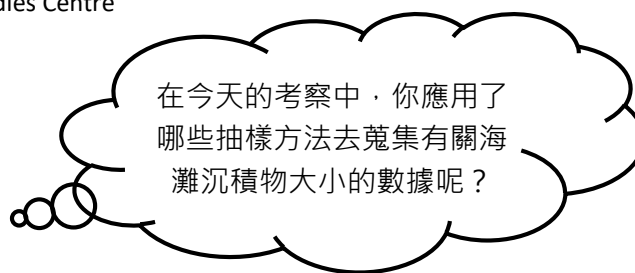 Centre
在今天的考察中，你應用了
哪些抽樣方法去蒐集有關海
灘沉積物大小的數據呢？